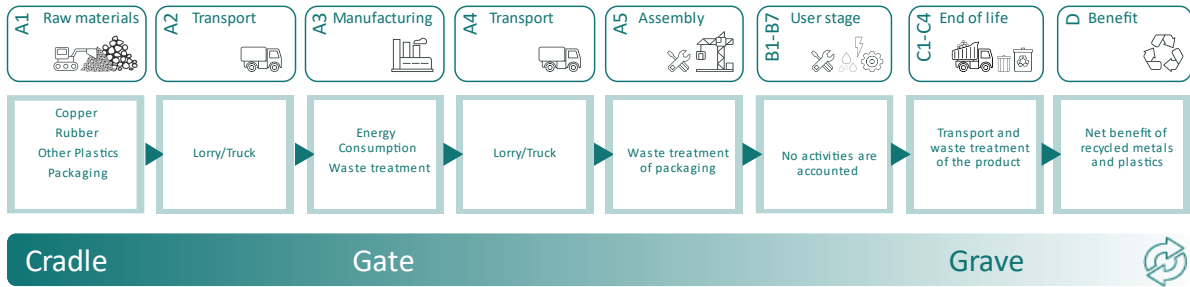 A1
Raw materials
A2
Transport
A3
Manufacturing
A4
Transport
A5
Assembly
B1-B7
User stage
C1-C4
End of life
D
Benefit
Copper
Rubber
Other Plastics
Packaging
Lorry/Truck
Energy
Consumption
Waste treatment
Lorry/Truck
Waste treatment
of packaging
No activities are
accounted
Transport and
waste treatment
of the product
Net benefit of
recycled metals
and plastics
Cradle
Gate
Grave